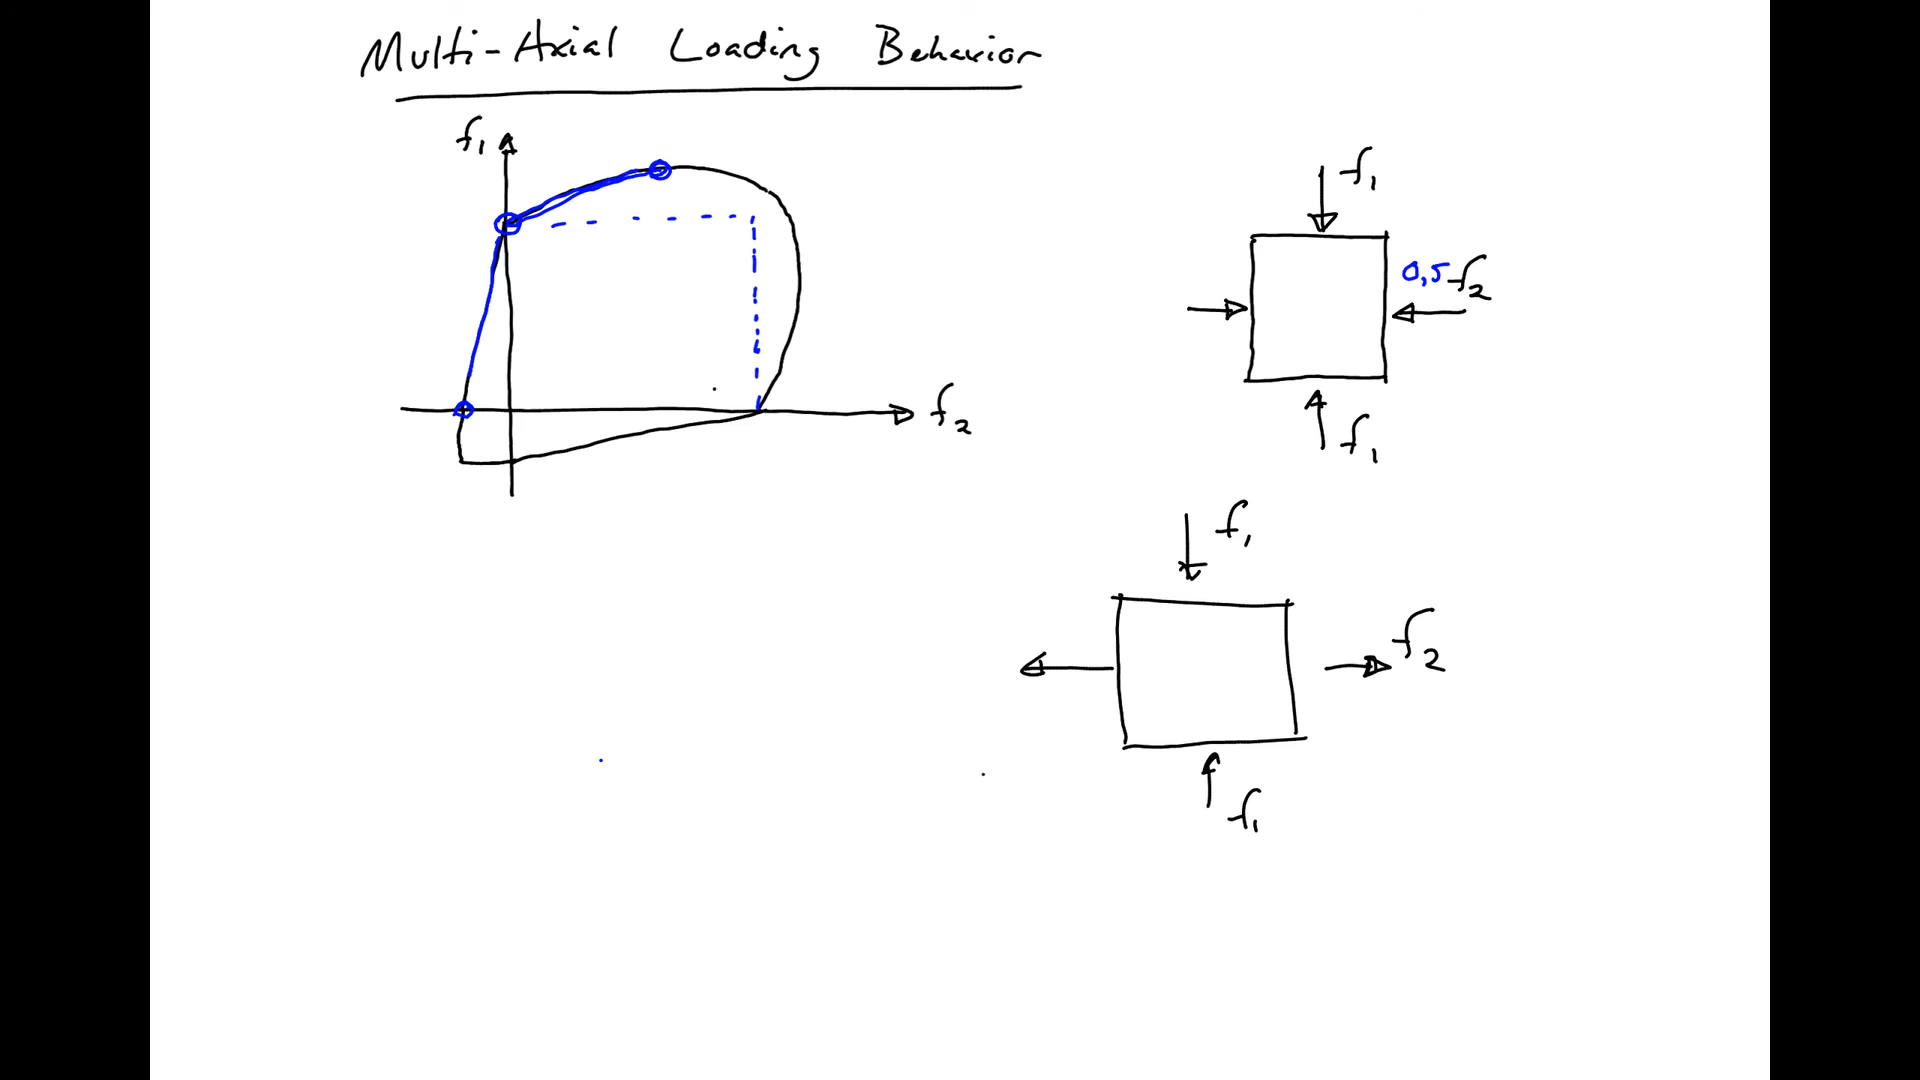 Multi-Axial Loading Behavior
f₁
f₂
f₁
0,5 f₂
f₁
f₁
f₂
f₁